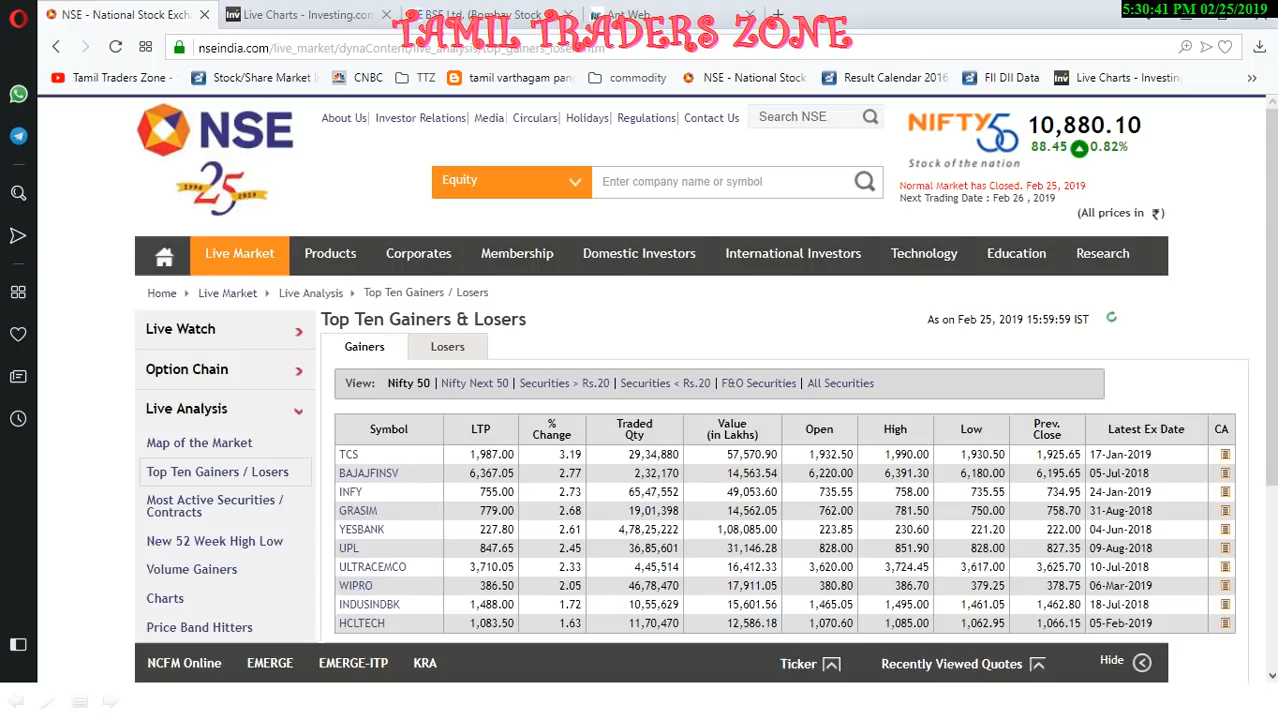 5:30:41 PM 02/25/2019
NSE - National Stock Exch
Live Charts - Investing.con
BSE Ltd. (Bombay Stock
Ant Web
TAMIL TRADERS ZONE
nseindia.com/live_market/dynaContent/live_analysis/top_gainers_losers.htm
Tamil Traders Zone -
Stock/Share Market
CNBC
TTZ
tamil varthagam pan
commodity
NSE - National Stock
Result Calendar 2016
FII DII Data
Live Charts - Investin
NSE
1994 25 2019
About Us| Investor Relations| Media| Circulars| Holidays| Regulations| Contact Us
Search NSE
Equity
Enter company name or symbol
NIFTY 50
Stock of the nation
10,880.10
88.45 0.82%
Normal Market has Closed. Feb 25, 2019
Next Trading Date : Feb 26 , 2019
(All prices in ₹)
Live Market Products Corporates Membership Domestic Investors International Investors Technology Education Research
Home Live Market Live Analysis Top Ten Gainers / Losers
Live Watch
Option Chain
Live Analysis
Map of the Market
Top Ten Gainers / Losers
Most Active Securities /
Contracts
New 52 Week High Low
Volume Gainers
Charts
Price Band Hitters
Top Ten Gainers & Losers
As on Feb 25, 2019 15:59:59 IST
Gainers Losers
View: Nifty 50 | Nifty Next 50 | Securities > Rs.20 | Securities < Rs.20 | F&O Securities | All Securities
Symbol LTP % Change Traded Qty Value (in Lakhs) Open High Low Prev. Close Latest Ex Date CA
TCS 1,987.00 3.19 29,34,880 57,570.90 1,932.50 1,990.00 1,930.50 1,925.65 17-Jan-2019
BAJAJFINSV 6,367.05 2.77 2,32,170 14,563.54 6,220.00 6,391.30 6,180.00 6,195.65 05-Jul-2018
INFY 755.00 2.73 65,47,552 49,053.60 735.55 758.00 735.55 734.95 24-Jan-2019
GRASIM 779.00 2.68 19,01,398 14,562.05 762.00 781.50 750.00 758.70 31-Aug-2018
YESBANK 227.80 2.61 4,78,25,222 1,08,085.00 223.85 230.60 221.20 222.00 04-Jun-2018
UPL 847.65 2.45 36,85,601 31,146.28 828.00 851.90 828.00 827.35 09-Aug-2018
ULTRACEMCO 3,710.05 2.33 4,45,514 16,412.33 3,620.00 3,724.45 3,617.00 3,625.70 10-Jul-2018
WIPRO 386.50 2.05 46,78,470 17,911.05 380.80 386.70 379.25 378.75 06-Mar-2019
INDUSINDBK 1,488.00 1.72 10,55,629 15,601.56 1,465.05 1,495.00 1,461.05 1,462.80 18-Jul-2018
HCLTECH 1,083.50 1.63 11,70,470 12,586.18 1,070.60 1,085.00 1,062.95 1,066.15 05-Feb-2019
NCFM Online EMERGE EMERGE-ITP KRA
Ticker Recently Viewed Quotes Hide